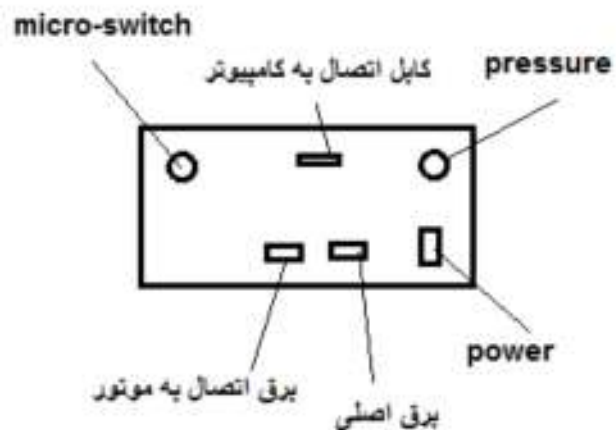 micro-switch
کابل اتصال به کامپیوتر
pressure
power
برق اتصال به موتور
برق اصلی